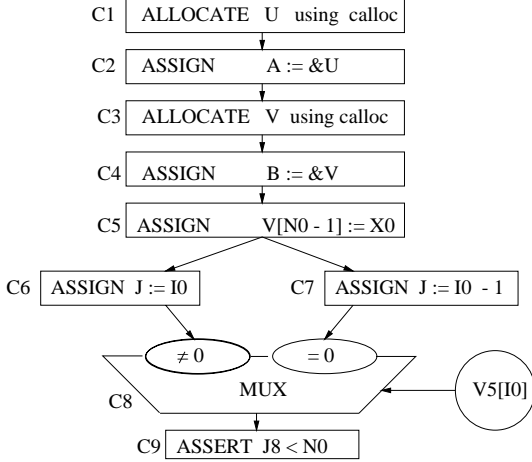 C1 ALLOCATE U using calloc
C2 ASSIGN A := &U
C3 ALLOCATE V using calloc
C4 ASSIGN B := &V
C5 ASSIGN V[N0 - 1] := X0
C6 ASSIGN J := I0
C7 ASSIGN J := I0 - 1
≠ 0
= 0
C8 MUX
V5[I0]
C9 ASSERT J8 < N0